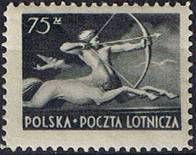 75 zł
POLSKA · POCZTA LOTNICZA